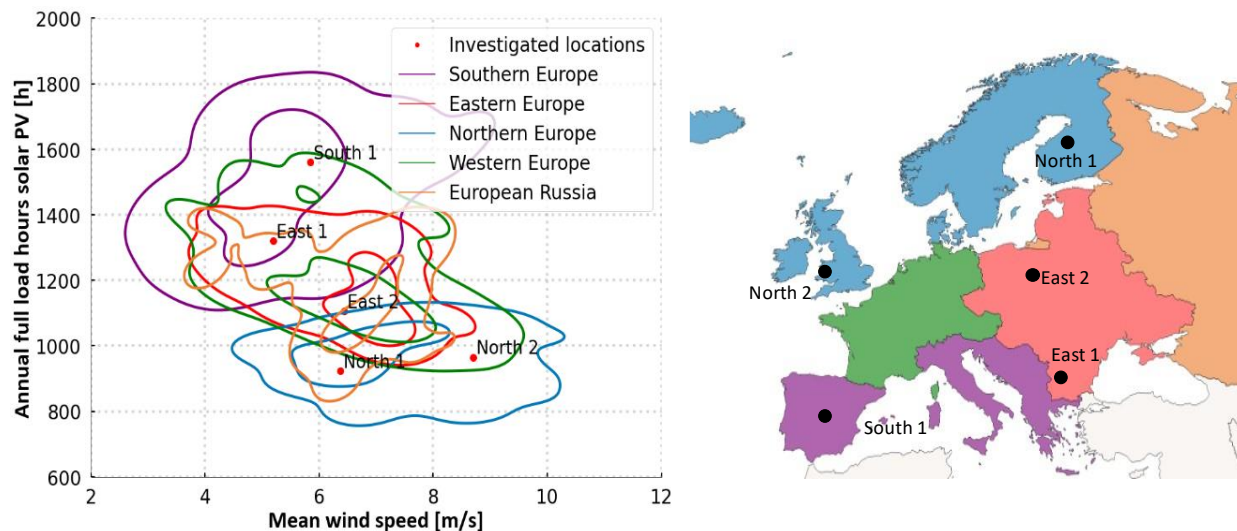 Annual full load hours solar PV [h]
2000
1800
1600
1400
1200
1000
800
600
2
4
6
8
10
12
Mean wind speed [m/s]
Investigated locations
Southern Europe
Eastern Europe
Northern Europe
Western Europe
European Russia
South 1
East 1
East 2
North 1
North 2
North 1
North 2
East 2
East 1
South 1